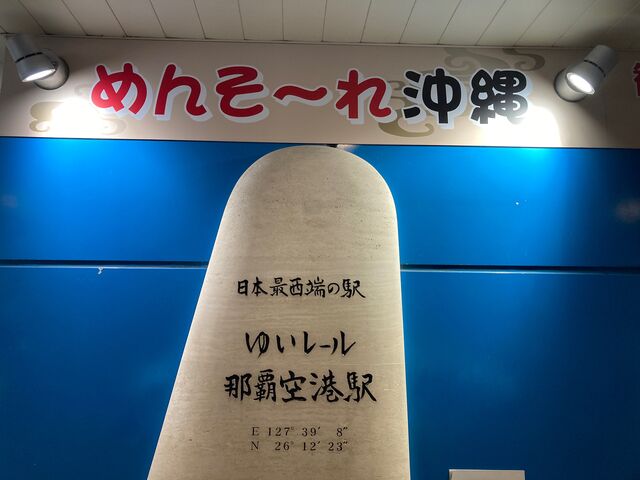 めんそ～れ沖縄
日本最西端の駅
ゆいレール
那覇空港駅
E 127° 39′ 8″
N 26° 12′ 23″